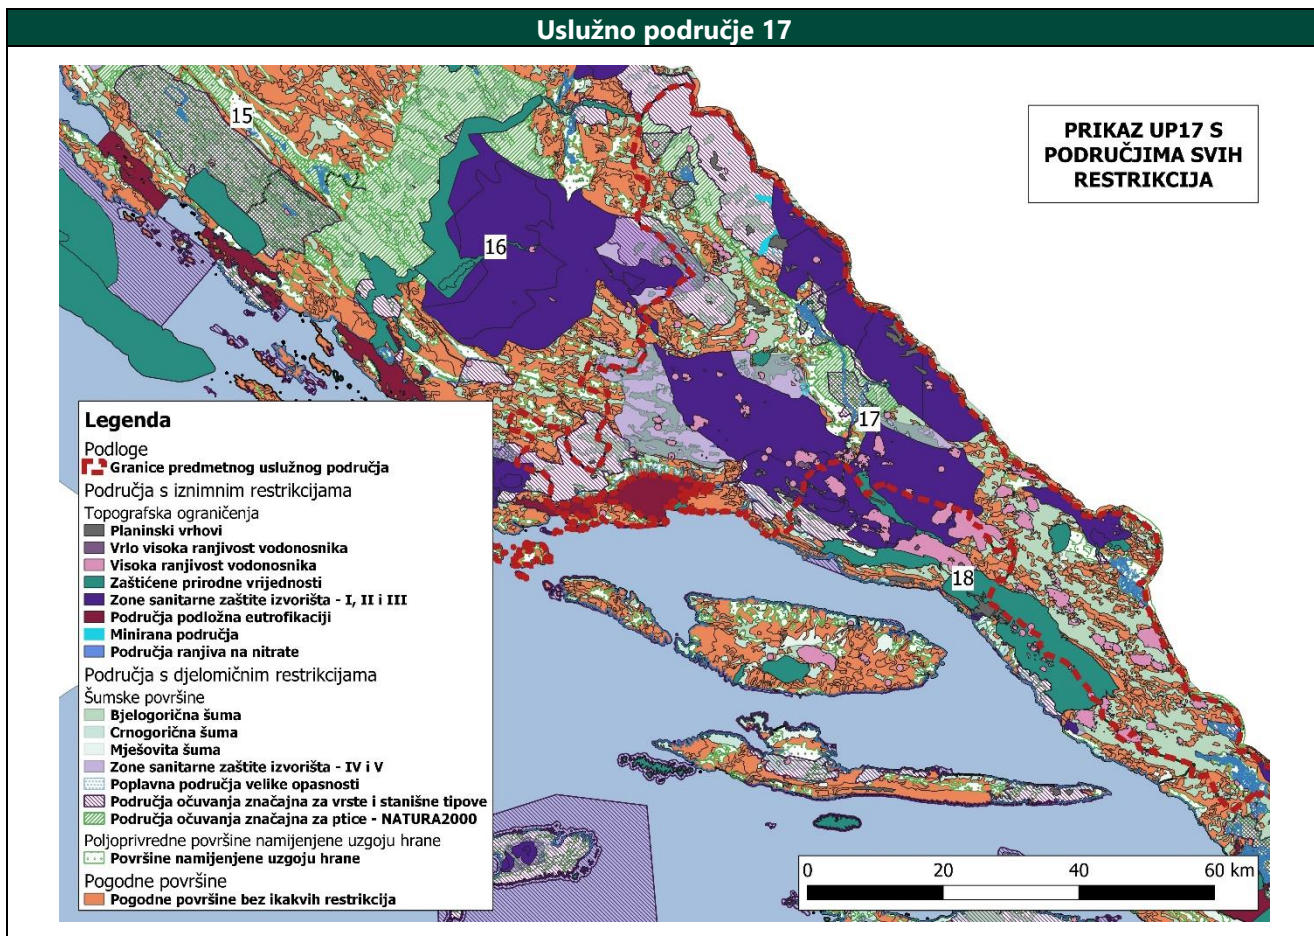 Uslužno područje 17
PRIKAZ UP17 S
PODRUČJIMA SVIH
RESTRIKCIJA
15
16
17
18
Legenda
Podloge
Granice predmetnog uslužnog područja
Područja s iznimnim restrikcijama
Topografska ograničenja
Planinski vrhovi
Vrlo visoka ranjivost vodonosnika
Visoka ranjivost vodonosnika
Zaštićene prirodne vrijednosti
Zone sanitarne zaštite izvorišta - I, II i III
Područja podložna eutrofikaciji
Minirana područja
Područja ranjiva na nitrate
Područja s djelomičnim restrikcijama
Šumske površine
Bjelogorična šuma
Crnogorična šuma
Mješovita šuma
Zone sanitarne zaštite izvorišta - IV i V
Poplavna područja velike opasnosti
Područja očuvanja značajna za vrste i stanišne tipove
Područja očuvanja značajna za ptice - NATURA2000
Poljoprivredne površine namijenjene uzgoju hrane
Površine namijenjene uzgoju hrane
Pogodne površine
Pogodne površine bez ikakvih restrikcija
0 20 40 60 km